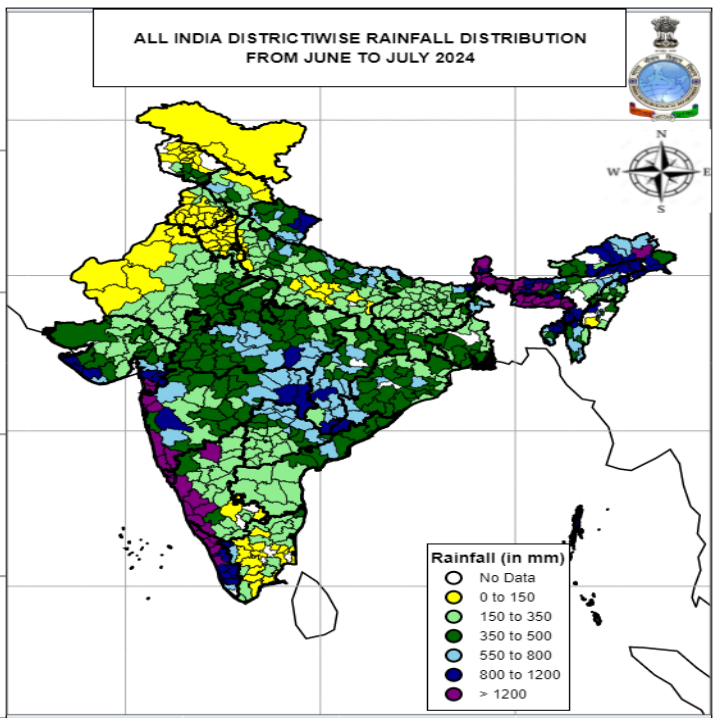 ALL INDIA DISTRICTIWISE RAINFALL DISTRIBUTION
FROM JUNE TO JULY 2024
N
W
E
S
Rainfall (in mm)
No Data
0 to 150
150 to 350
350 to 500
550 to 800
800 to 1200
> 1200